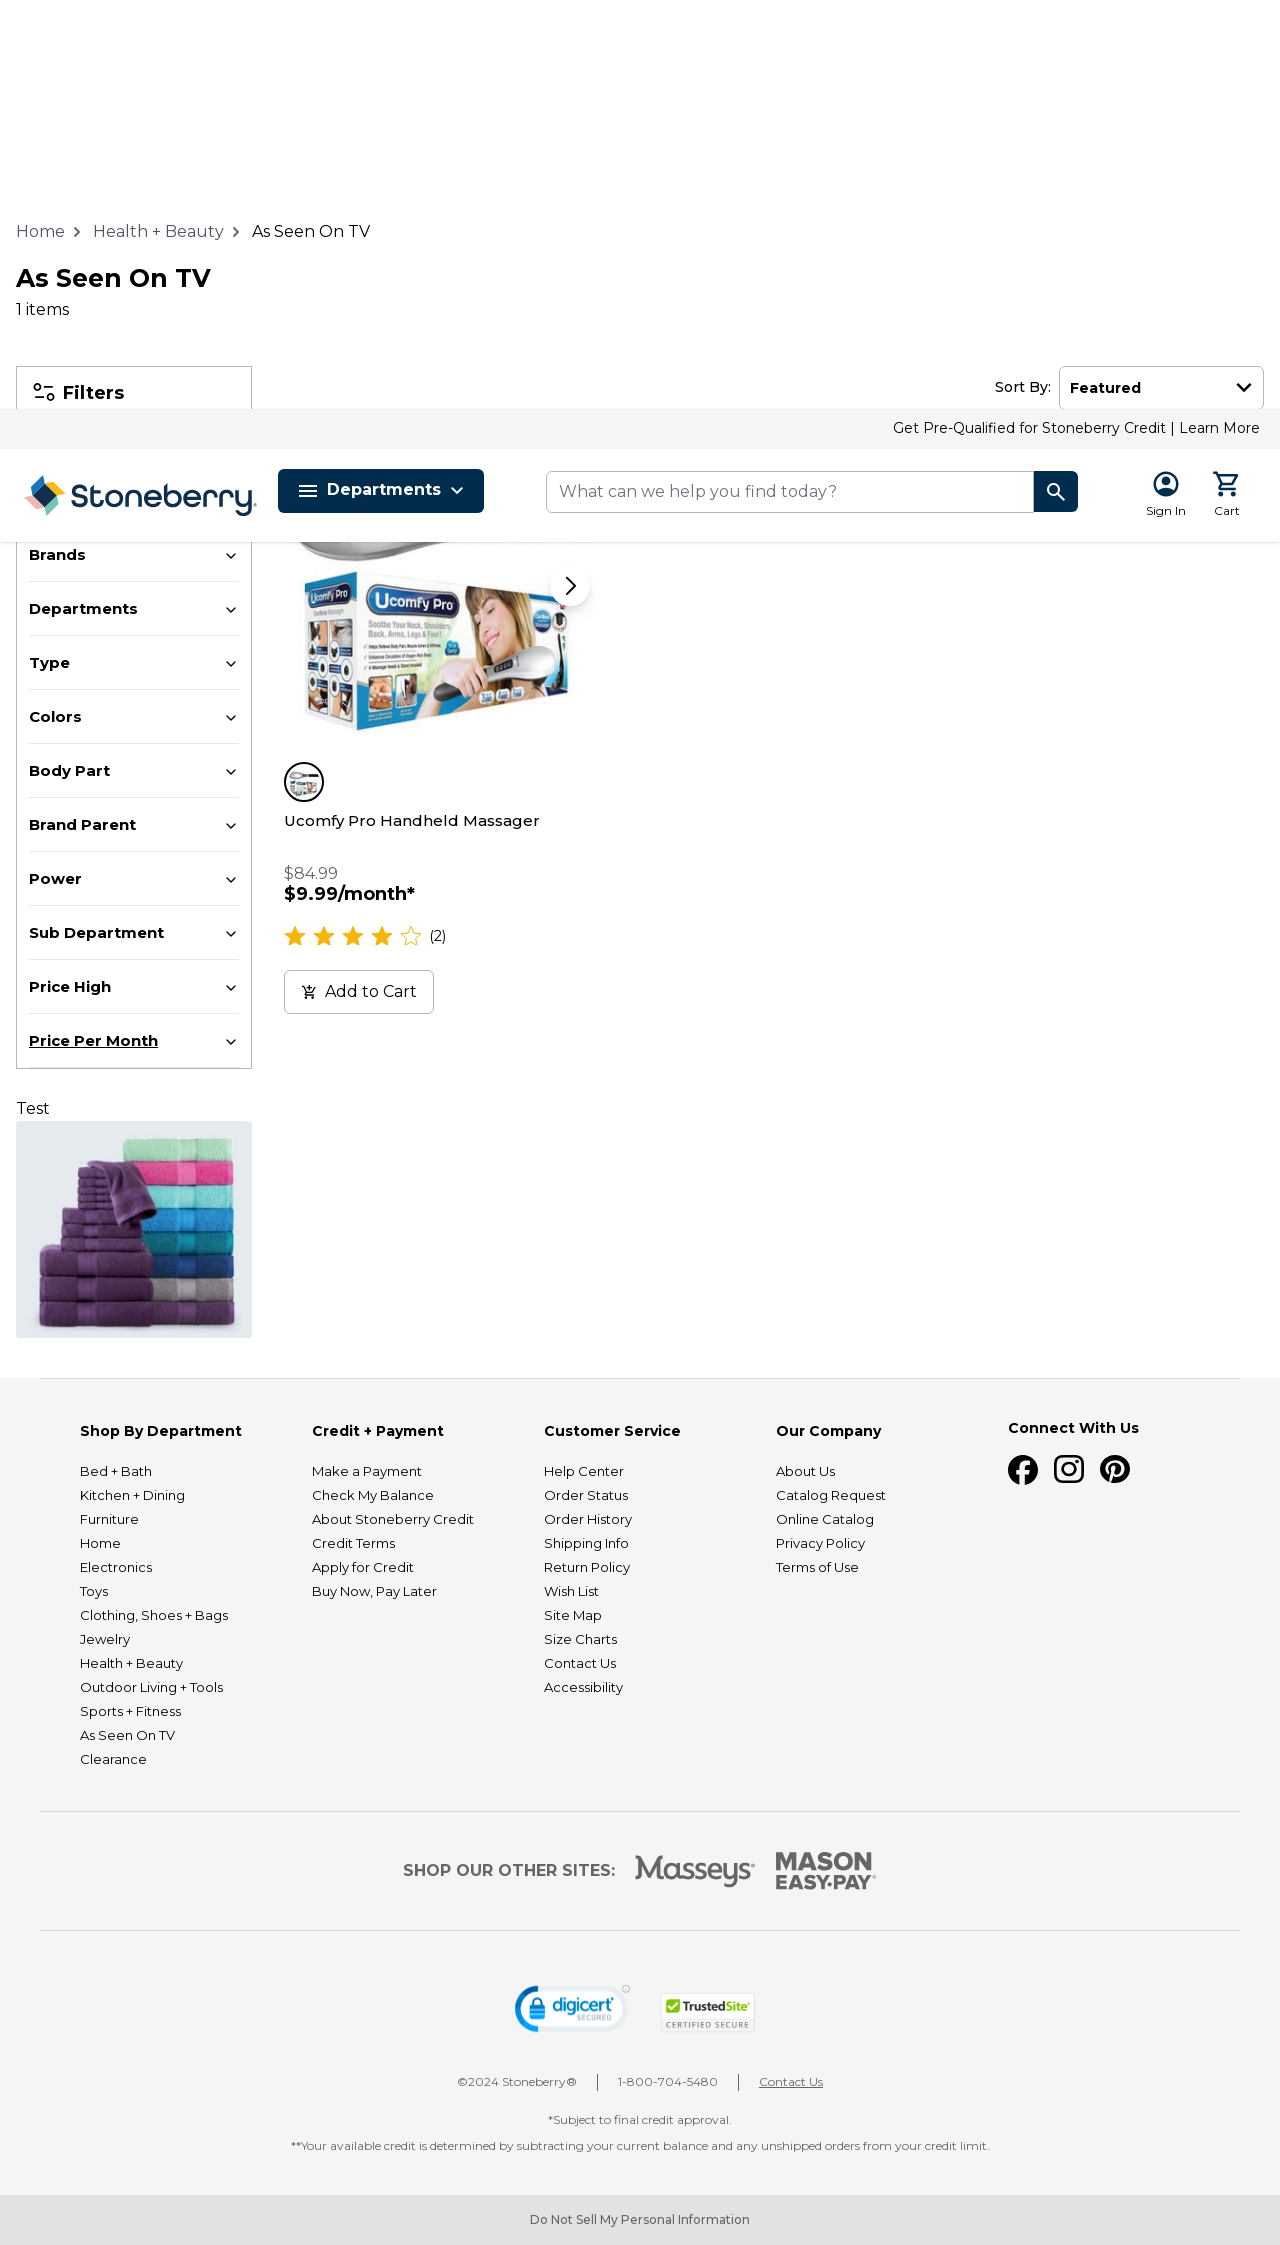 Home
Health + Beauty
As Seen On TV
As Seen On TV
1 items
Filters
Sort By:
Featured
Get Pre-Qualified for Stoneberry Credit | Learn More
Stoneberry
Departments
What can we help you find today?
Sign In
Cart
Brands
Departments
Type
Colors
Body Part
Brand Parent
Power
Sub Department
Price High
Price Per Month
Ucomfy Pro
Ucomfy Pro
Soothe Your Neck, Shoulders,
Back, Arms, Legs & Feet!
Ucomfy Pro Handheld Massager
$84.99
$9.99/month*
(2)
Add to Cart
Test
Shop By Department
Bed + Bath
Kitchen + Dining
Furniture
Home
Electronics
Toys
Clothing, Shoes + Bags
Jewelry
Health + Beauty
Outdoor Living + Tools
Sports + Fitness
As Seen On TV
Clearance
Credit + Payment
Make a Payment
Check My Balance
About Stoneberry Credit
Credit Terms
Apply for Credit
Buy Now, Pay Later
Customer Service
Help Center
Order Status
Order History
Shipping Info
Return Policy
Wish List
Site Map
Size Charts
Contact Us
Accessibility
Our Company
About Us
Catalog Request
Online Catalog
Privacy Policy
Terms of Use
Connect With Us
SHOP OUR OTHER SITES:
Masseys®
MASON
EASY•PAY®
digicert
SECURED
TrustedSite
CERTIFIED SECURE
©2024 Stoneberry®
1-800-704-5480
Contact Us
*Subject to final credit approval.
**Your available credit is determined by subtracting your current balance and any unshipped orders from your credit limit.
Do Not Sell My Personal Information